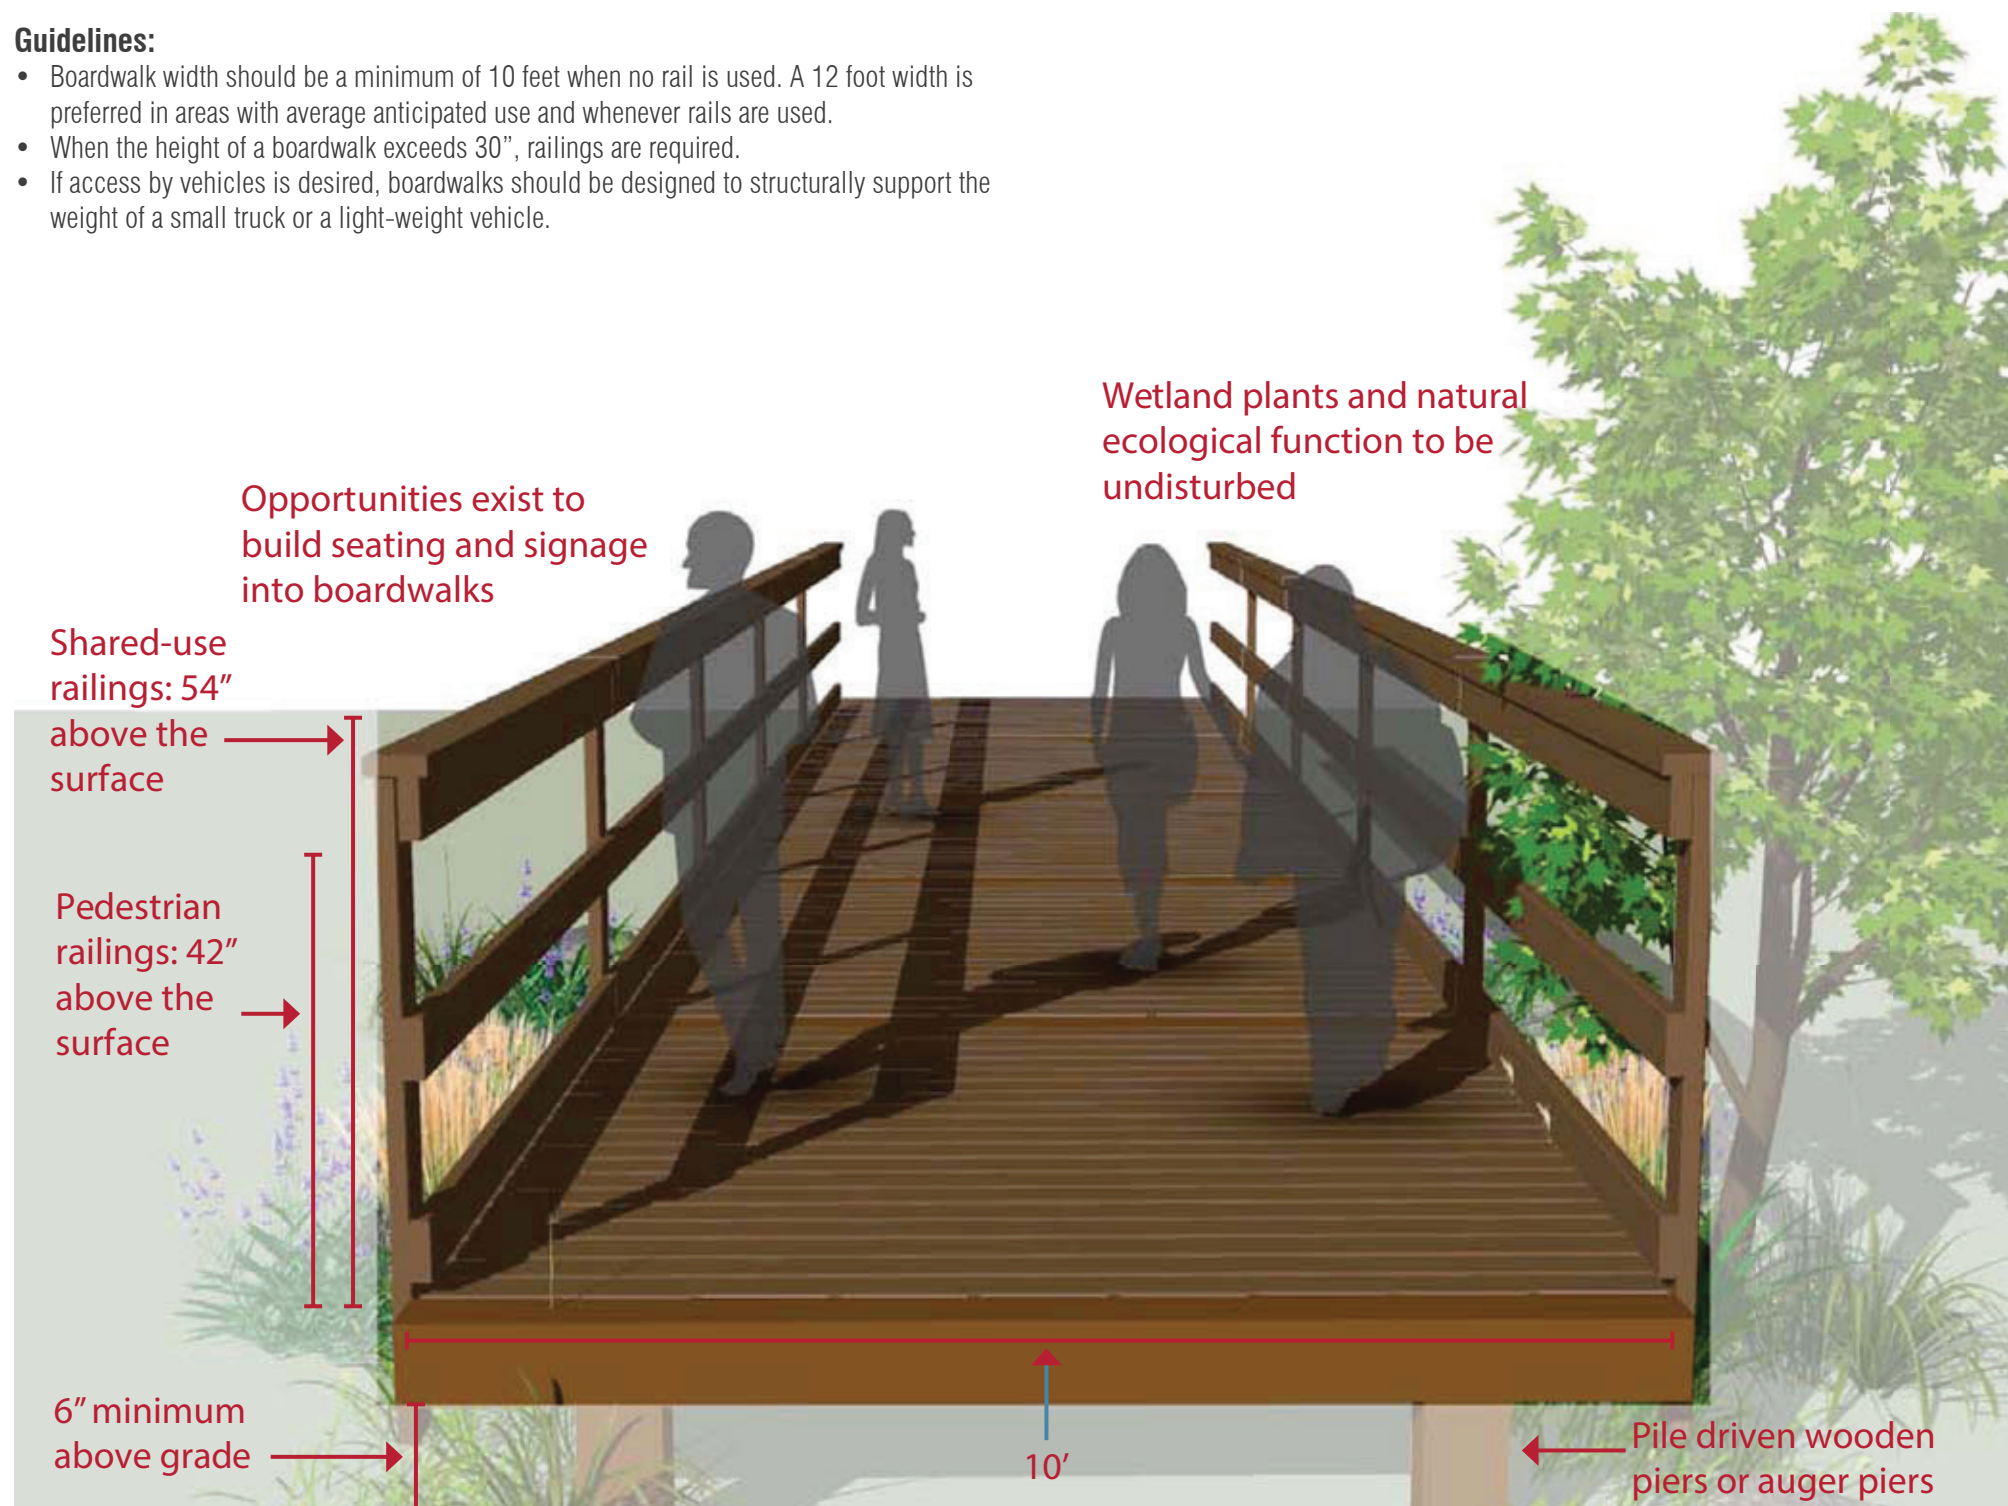 Guidelines:
• Boardwalk width should be a minimum of 10 feet when no rail is used. A 12 foot width is
preferred in areas with average anticipated use and whenever rails are used.
• When the height of a boardwalk exceeds 30”, railings are required.
• If access by vehicles is desired, boardwalks should be designed to structurally support the
weight of a small truck or a light-weight vehicle.
Wetland plants and natural
ecological function to be
undisturbed
Opportunities exist to
build seating and signage
into boardwalks
Shared-use
railings: 54”
above the
surface
Pedestrian
railings: 42”
above the
surface
6” minimum
above grade
10’
Pile driven wooden
piers or auger piers